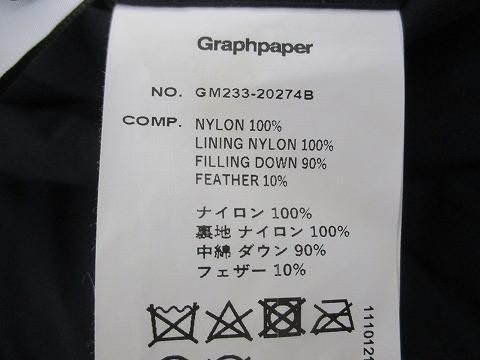 Graphpaper
NO. GM233-20274B
COMP. NYLON 100%
LINING NYLON 100%
FILLING DOWN 90%
FEATHER 10%
ナイロン 100%
裏地 ナイロン 100%
中綿 ダウン 90%
フェザー 10%
1110121